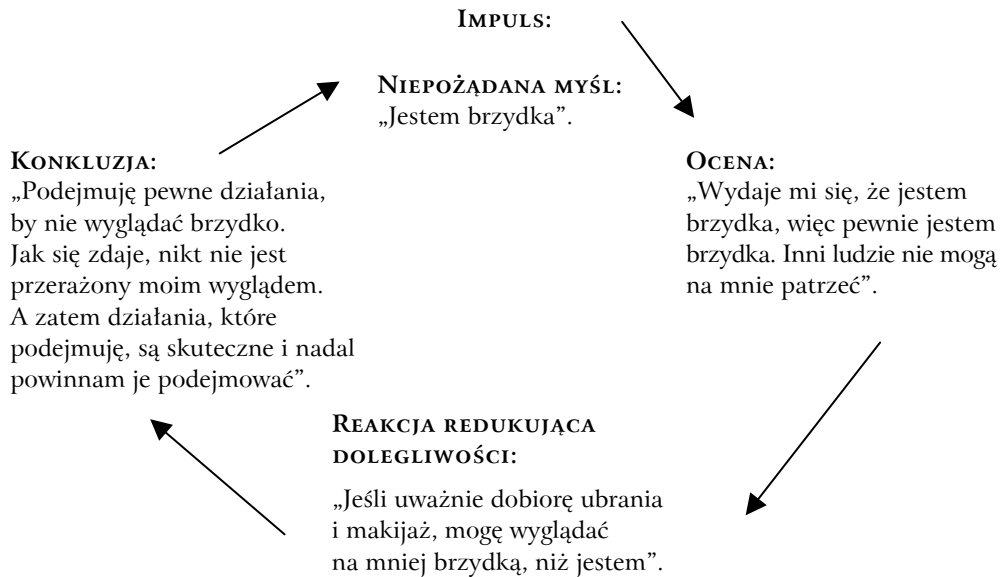 IMPULS:
NIEPOŻĄDANA MYŚL:
„Jestem brzydka”.
OCENA:
„Wydaje mi się, że jestem
brzydka, więc pewnie jestem
brzydka. Inni ludzie nie mogą
na mnie patrzeć”.
REAKCJA REDUKUJĄCA
DOLEGLIWOŚCI:
„Jeśli uważnie dobiorę ubrania
i makijaż, mogę wyglądać
na mniej brzydką, niż jestem”.
KONKLUZJA:
„Podejmuję pewne działania,
by nie wyglądać brzydko.
Jak się zdaje, nikt nie jest
przerażony moim wyglądem.
A zatem działania, które
podejmuję, są skuteczne i nadal
powinnam je podejmować”.